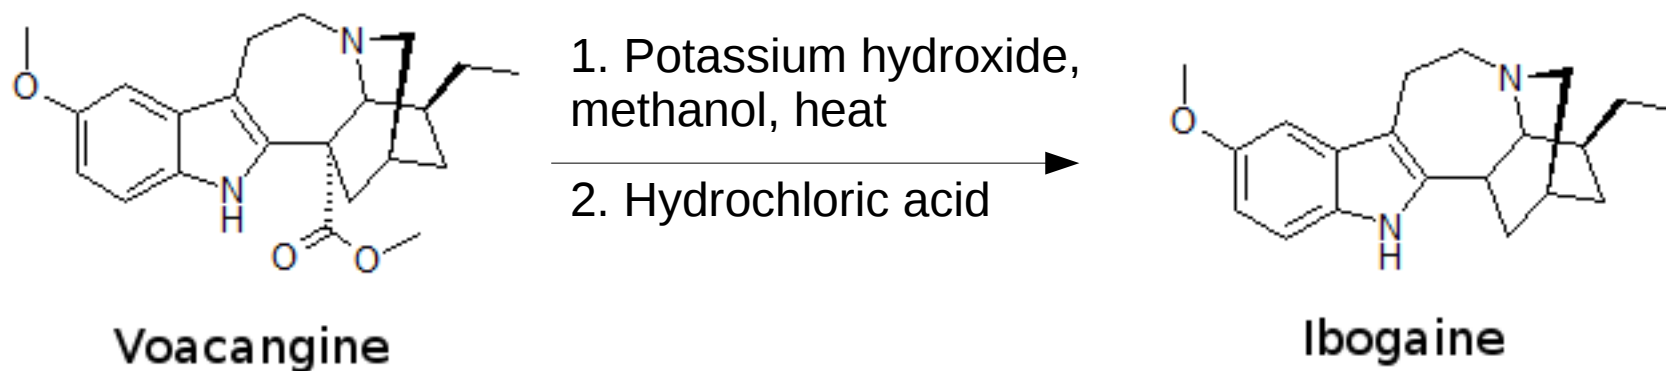 1. Potassium hydroxide,
methanol, heat
2. Hydrochloric acid
O
N
N
H
O
O
Voacangine
O
N
N
H
Ibogaine